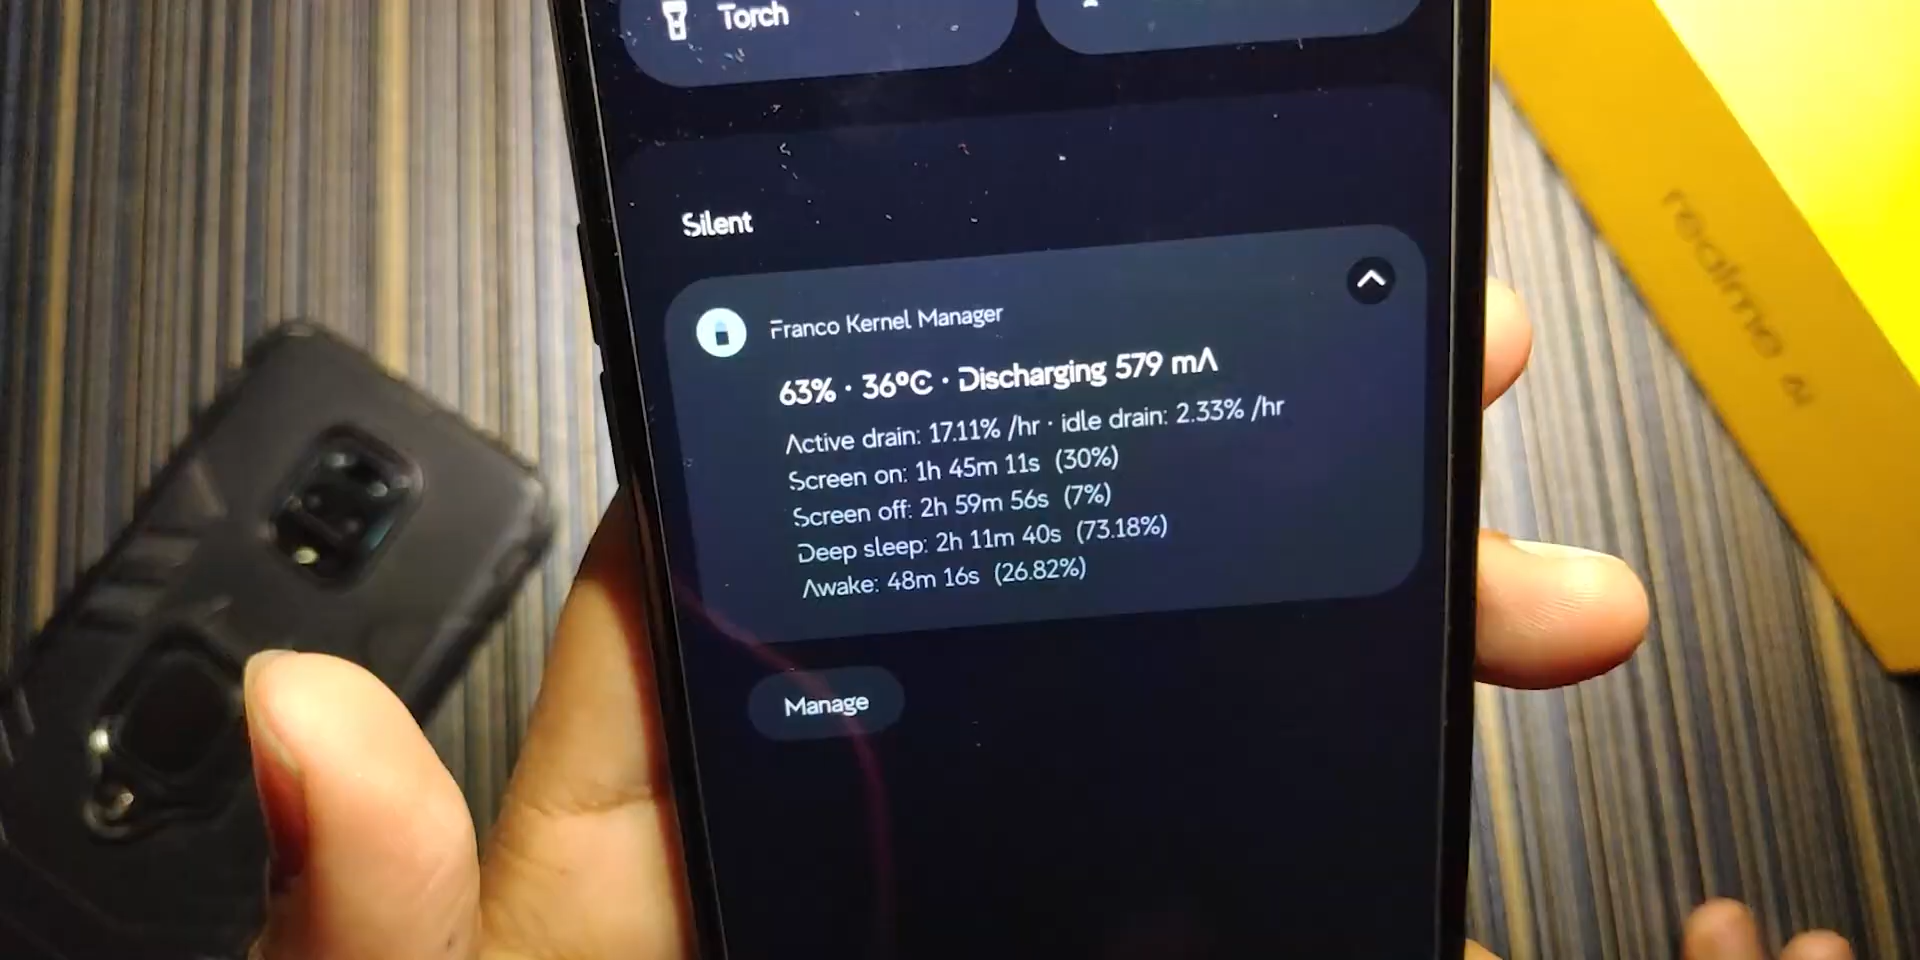 Torch
Silent
Franco Kernel Manager
63% · 36°C · Discharging 579 mA
Active drain: 17.11% /hr · idle drain: 2.33% /hr
Screen on: 1h 45m 11s (30%)
Screen off: 2h 59m 56s (7%)
Deep sleep: 2h 11m 40s (73.18%)
Awake: 48m 16s (26.82%)
Manage
realme 6i